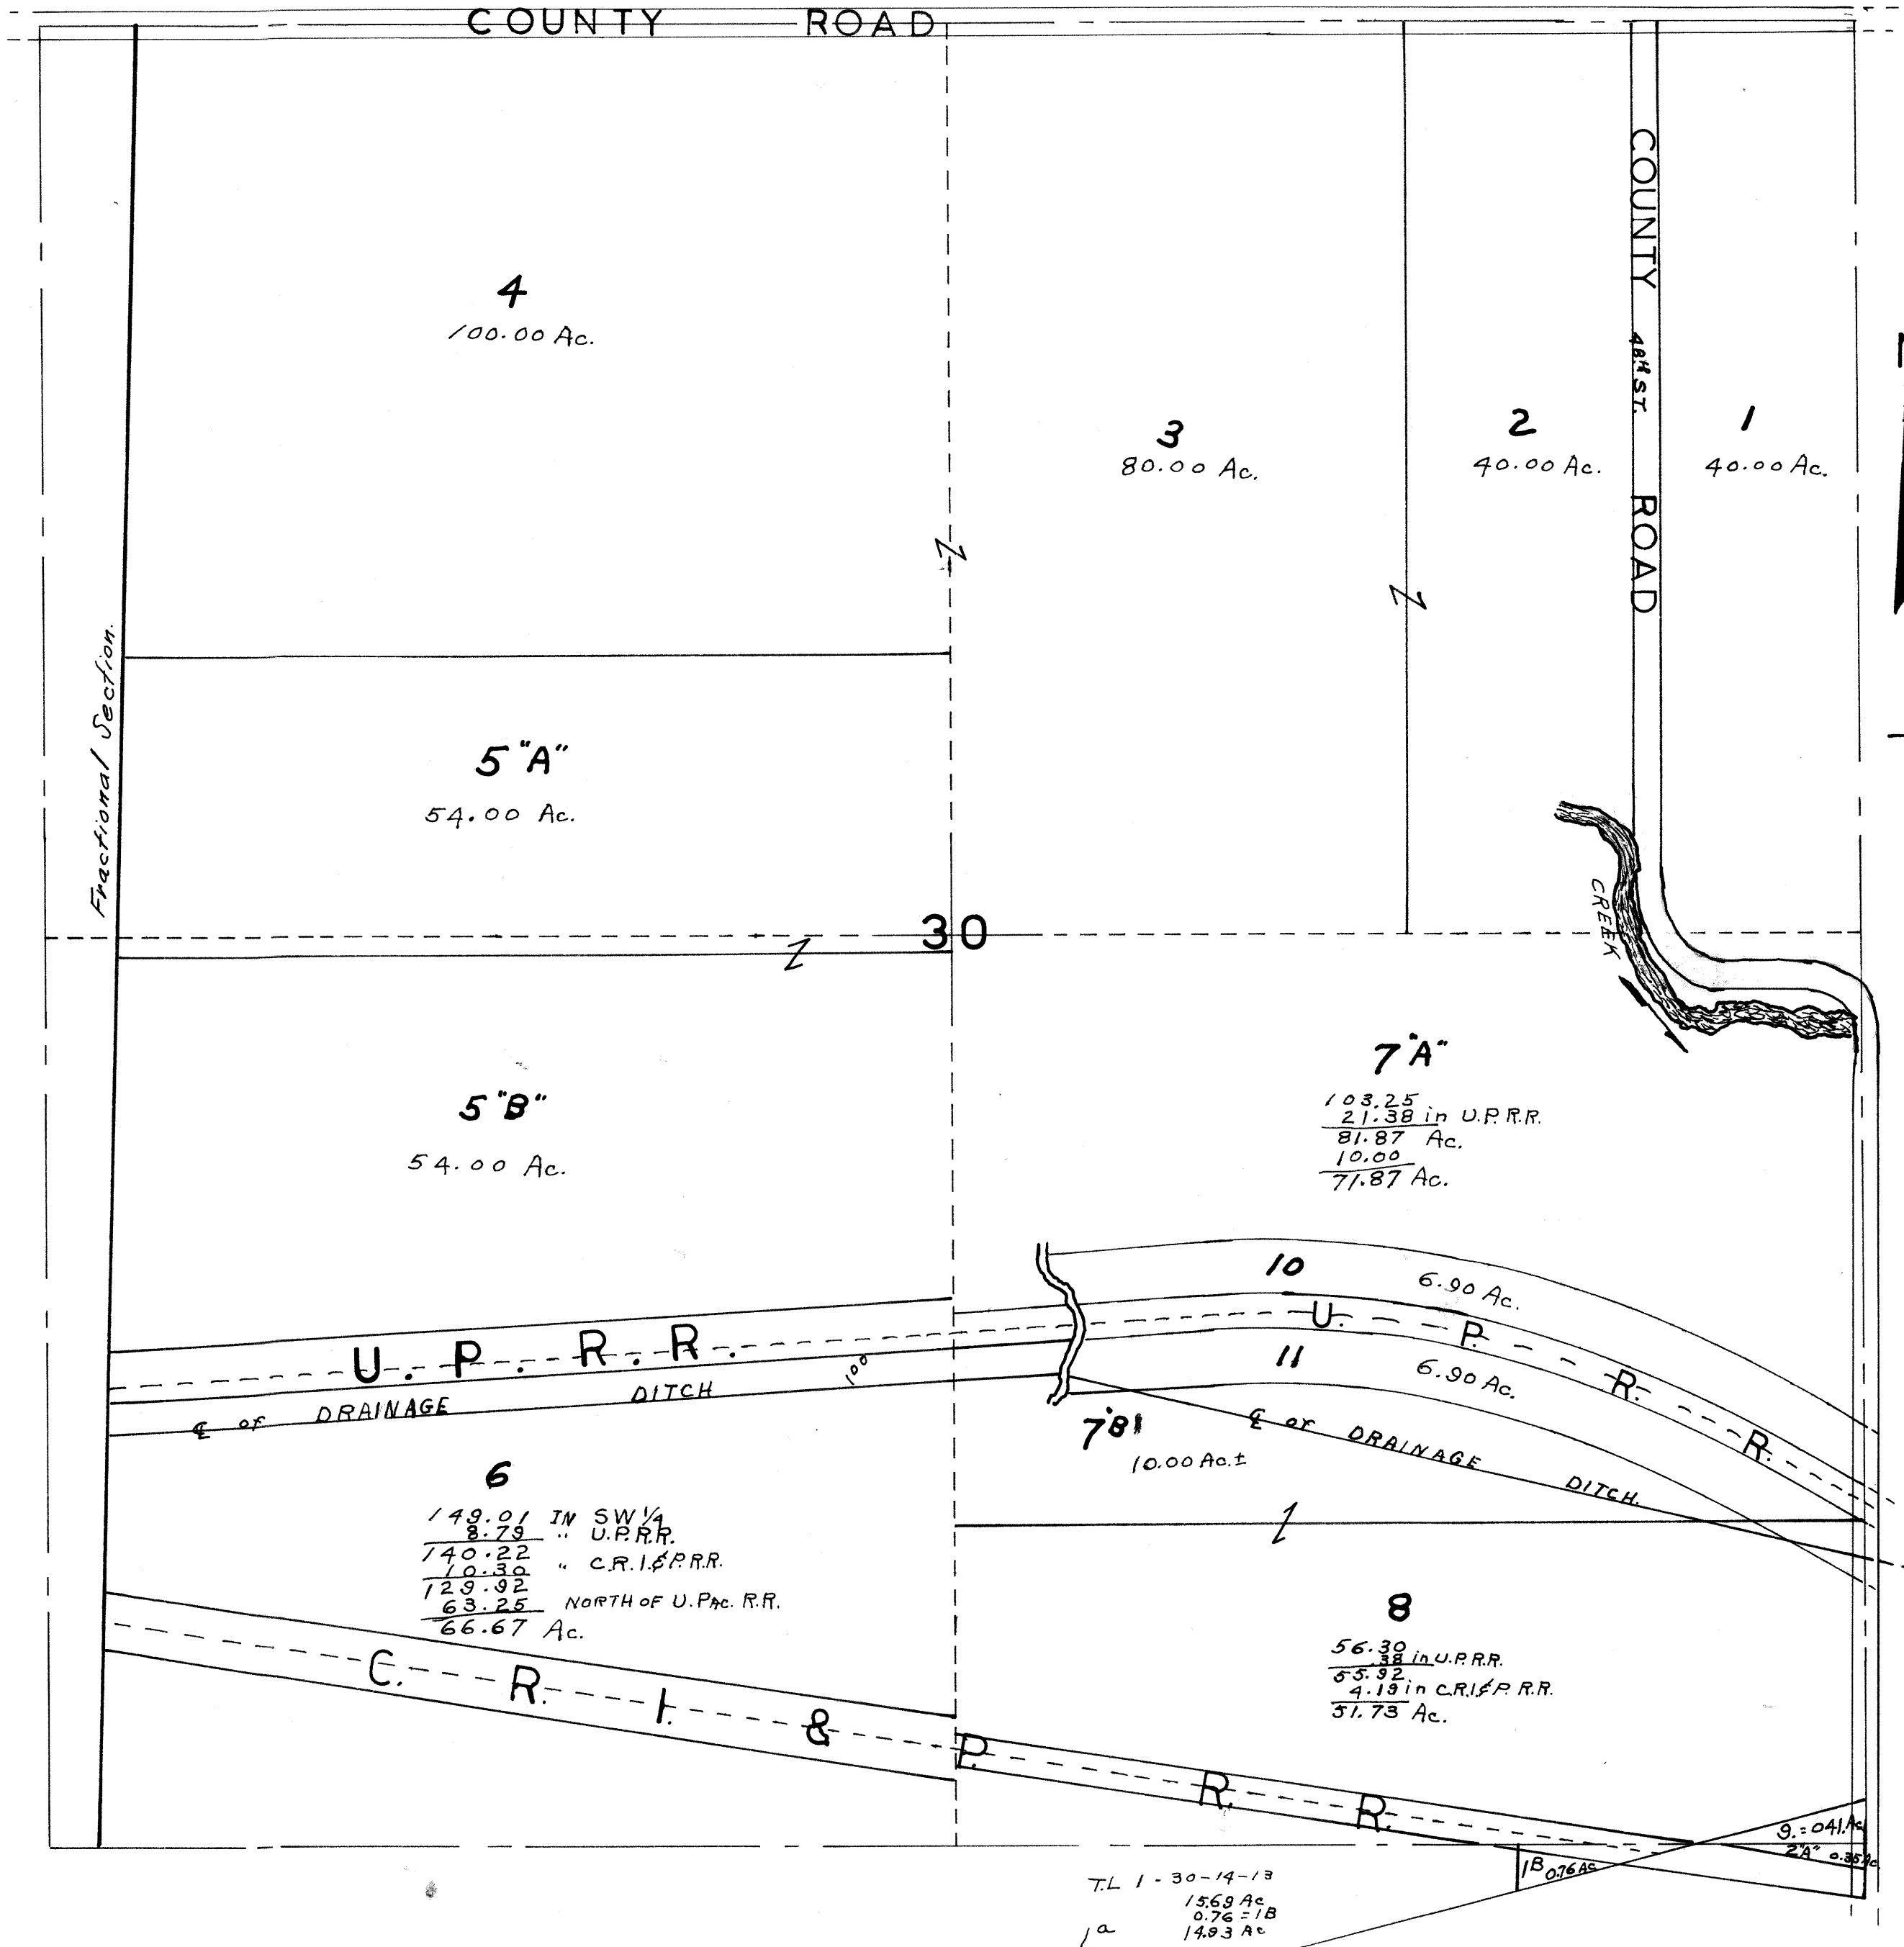 COUNTY ROAD
4
100.00 Ac.
3
80.00 Ac.
2
40.00 Ac.
1
40.00 Ac.
COUNTY 48th ST. ROAD
Fractional Section.
5 "A"
54.00 Ac.
30
CREEK
5 "B"
54.00 Ac.
7 "A"
103.25
21.38 in U.P.R.R.
81.87 Ac.
10.00
71.87 Ac.
10
6.90 Ac.
U. P. R. R.
U. P. R. R.
11
6.90 Ac.
100
℄ of DRAINAGE DITCH
7 "B"
10.00 Ac.±
℄ of DRAINAGE DITCH.
6
149.01 IN SW 1/4
8.79 " U.P.R.R.
140.22
10.30 " C.R.I.&P.R.R.
129.92
63.25 NORTH OF U.PAC. R.R.
66.67 Ac.
8
56.30
.38 in U.P.R.R.
55.92
4.19 in C.R.I.&P. R.R.
51.73 Ac.
C. R. I. & P. R. R.
9.=041.Ac
2"A" 0.35Ac
1B 0.76 Ac
T.L 1-30-14-13
15.69 Ac
0.76 = 1B
1a 14.93 Ac